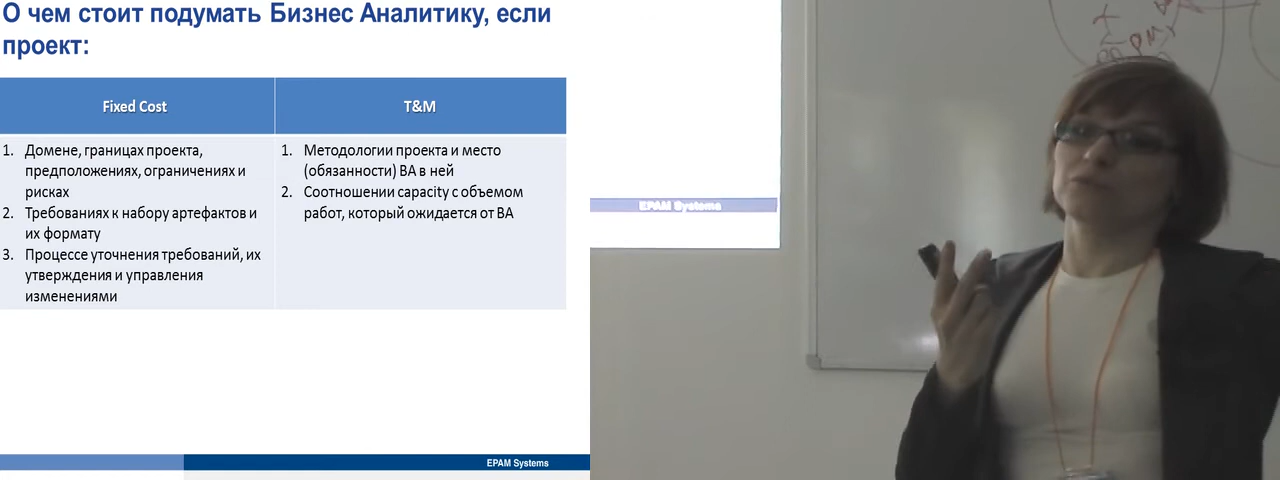 О чем стоит подумать Бизнес Аналитику, если
проект:
Fixed Cost
T&M
1. Домене, границах проекта,
предположениях, ограничениях и
рисках
2. Требованиях к набору артефактов и
их формату
3. Процессе уточнения требований, их
утверждения и управления
изменениями
1. Методологии проекта и место
(обязанности) BA в ней
2. Соотношении capacity с объемом
работ, который ожидается от BA
EPAM Systems
EPAM Systems
PM